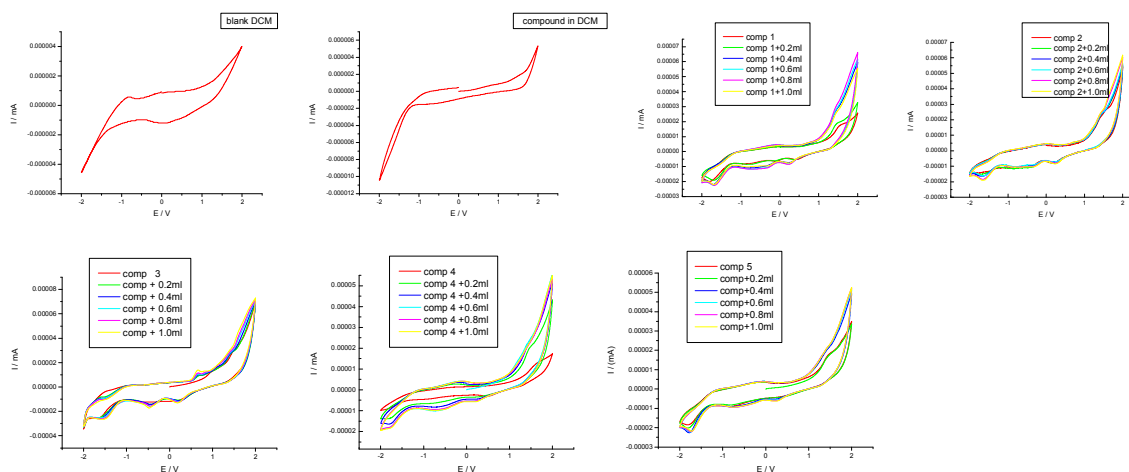 blank DCM
0.000004
0.000002
0.000000
-0.000002
-0.000004
-0.000006
I / mA
-2 -1 0 1 2
E / V
compound in DCM
0.000006
0.000004
0.000002
0.000000
-0.000002
-0.000004
-0.000006
-0.000008
-0.000010
-0.000012
I / mA
-2 -1 0 1 2
E / V
comp 1
comp 1+0.2ml
comp 1+0.4ml
comp 1+0.6ml
comp 1+0.8ml
comp 1+1.0ml
0.00007
0.00006
0.00005
0.00004
0.00003
0.00002
0.00001
0.00000
-0.00001
-0.00002
-0.00003
I / mA
-2 -1 0 1 2
E / V
comp 2
comp 2+0.2ml
comp 2+0.4ml
comp 2+0.6ml
comp 2+0.8ml
comp 2+1.0ml
0.00007
0.00006
0.00005
0.00004
0.00003
0.00002
0.00001
0.00000
-0.00001
-0.00002
-0.00003
I / mA
-2 -1 0 1 2
E / V
comp 3
comp + 0.2ml
comp + 0.4ml
comp + 0.6ml
comp + 0.8ml
comp + 1.0ml
0.00008
0.00006
0.00004
0.00002
0.00000
-0.00002
-0.00004
I / mA
-2 -1 0 1 2
E / V
comp 4
comp 4 +0.2ml
comp 4 +0.4ml
comp 4 +0.6ml
comp 4 +0.8ml
comp 4 +1.0ml
0.00005
0.00004
0.00003
0.00002
0.00001
0.00000
-0.00001
-0.00002
I / mA
-2 -1 0 1 2
E / V
comp 5
comp+0.2ml
comp+0.4ml
comp+0.6ml
comp+0.8ml
comp+1.0ml
0.00006
0.00005
0.00004
0.00003
0.00002
0.00001
0.00000
-0.00001
-0.00002
-0.00003
I / (mA)
-2 -1 0 1 2
E / V